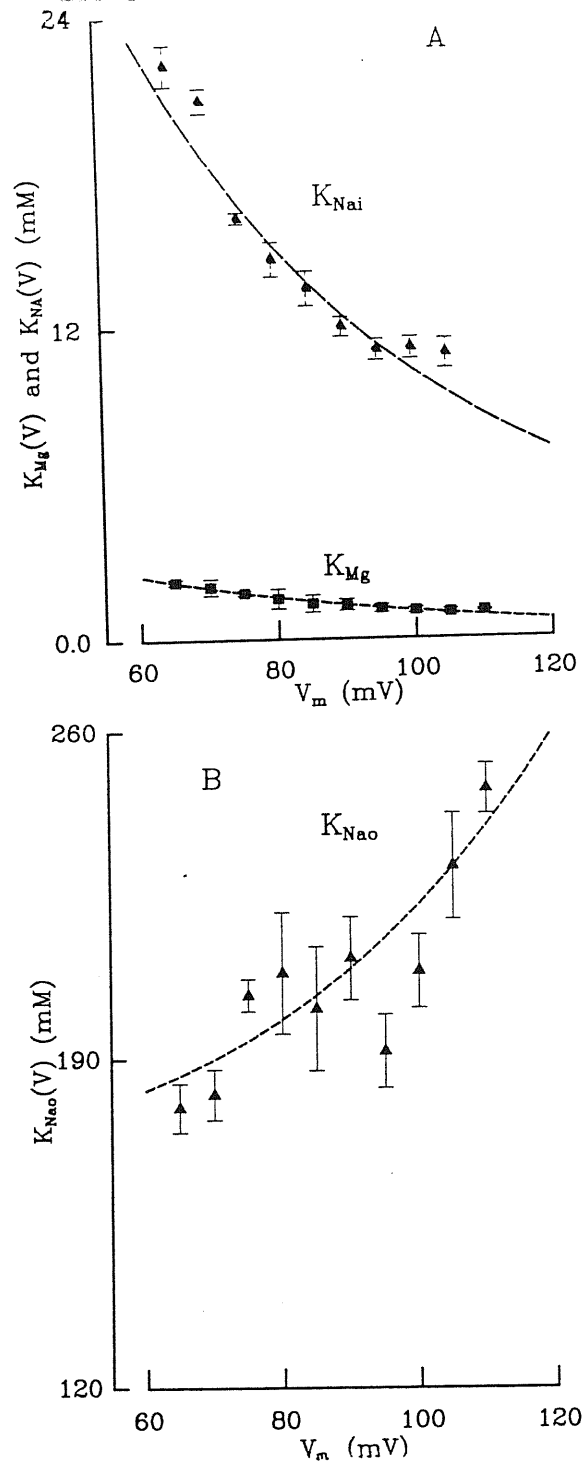 24
A
K_Nai
K_Mg(V) and K_NA(V) (mM)
12
K_Mg
0.0
60 80 100 120
V_m (mV)
260
B
K_Nao
K_Nao(V) (mM)
190
120
60 80 100 120
V_m (mV)